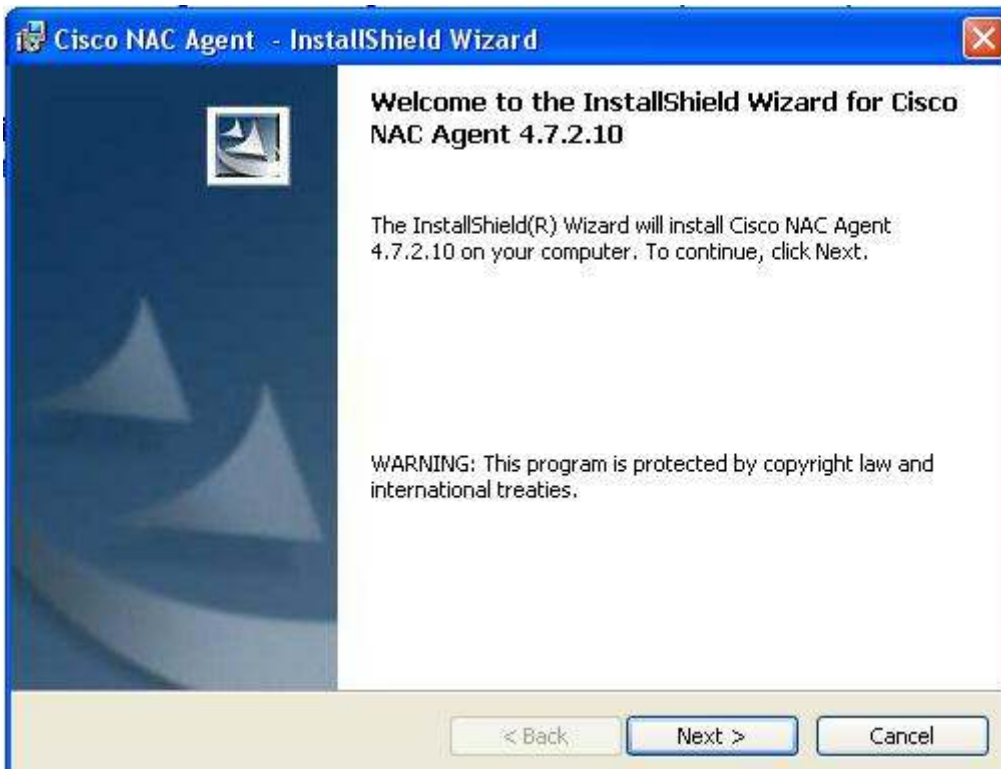 Cisco NAC Agent - InstallShield Wizard
Welcome to the InstallShield Wizard for Cisco
NAC Agent 4.7.2.10
The InstallShield(R) Wizard will install Cisco NAC Agent
4.7.2.10 on your computer. To continue, click Next.
WARNING: This program is protected by copyright law and
international treaties.
< Back
Next >
Cancel